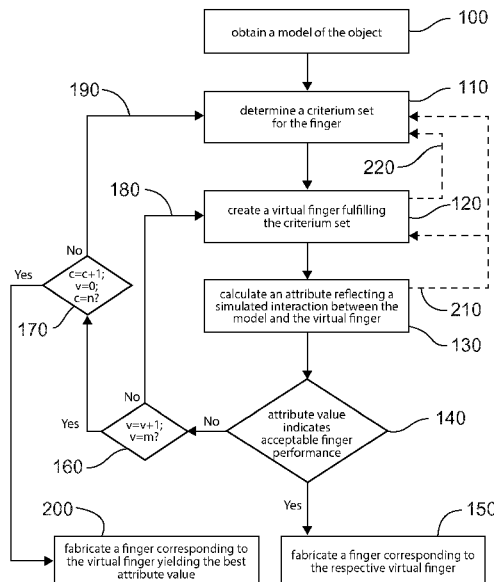 100
obtain a model of the object
190
110
determine a criterium set
for the finger
220
180
120
create a virtual finger fulfilling
the criterium set
No
Yes
c=c+1;
v=0;
c=n?
170
calculate an attribute reflecting a
simulated interaction between the
model and the virtual finger
210
130
No
Yes
v=v+1;
v=m?
160
No
attribute value
indicates
acceptable finger
performance
140
Yes
200
fabricate a finger corresponding to
the virtual finger yielding the best
attribute value
150
fabricate a finger corresponding to
the respective virtual finger